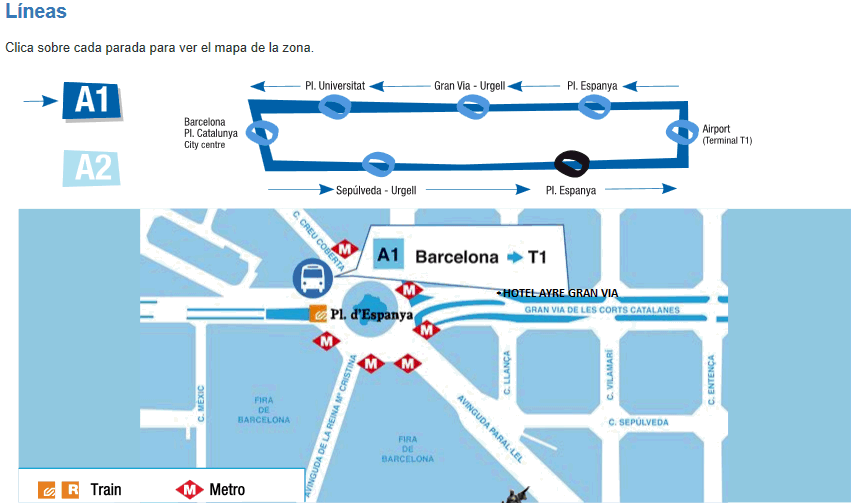 Líneas
Clica sobre cada parada para ver el mapa de la zona.
A1
A2
Pl. Universitat
Gran Via - Urgell
Pl. Espanya
Barcelona
Pl. Catalunya
City centre
Airport
(Terminal T1)
Sepúlveda - Urgell
Pl. Espanya
C. CREU COBERTA
M
A1 Barcelona T1
M
HOTEL AYRE GRAN VIA
GRAN VIA DE LES CORTS CATALANES
Pl. d'Espanya
M
M
M
M
C. MÈXIC
FIRA
DE
BARCELONA
AVINGUDA DE LA REINA Mª CRISTINA
FIRA
DE
BARCELONA
AVINGUDA PARAL·LEL
C. LLANÇÀ
C. VILAMARÍ
C. ENTENÇA
C. SEPÚLVEDA
R Train
M Metro